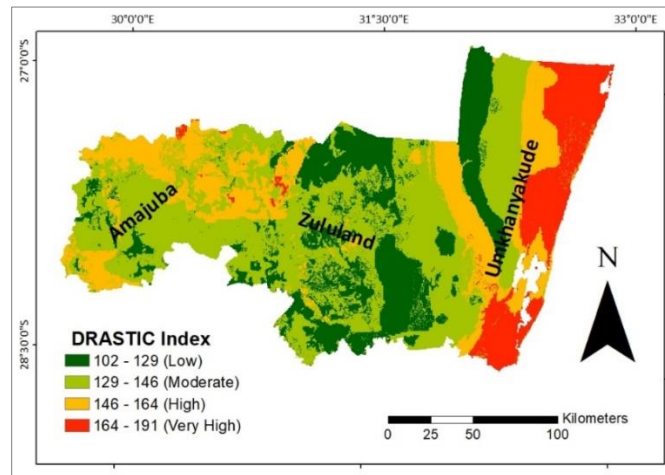 30°0'0"E 31°30'0"E 33°0'0"E
27°0'0"S
28°30'0"S
Amajuba
Zululand
Umkhanyakude
N
DRASTIC Index
102 - 129 (Low)
129 - 146 (Moderate)
146 - 164 (High)
164 - 191 (Very High)
Kilometers
0 25 50 100